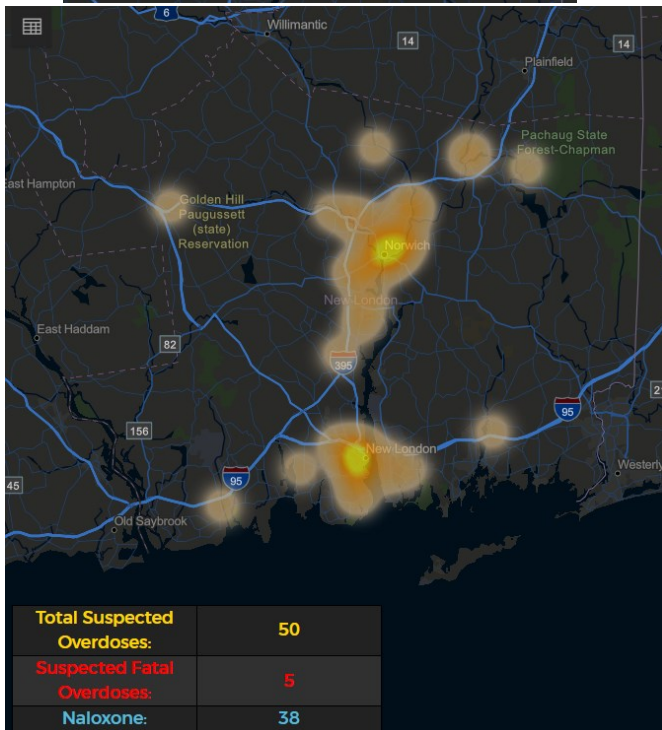 6
Willimantic
14
14
Plainfield
Pachaug State
Forest-Chapman
East Hampton
Golden Hill
Paugussett
(state)
Reservation
Norwich
New London
East Haddam
82
395
95
156
New London
95
Westerly
45
Old Saybrook
Total Suspected
Overdoses:
50
Suspected Fatal
Overdoses:
5
Naloxone:
38